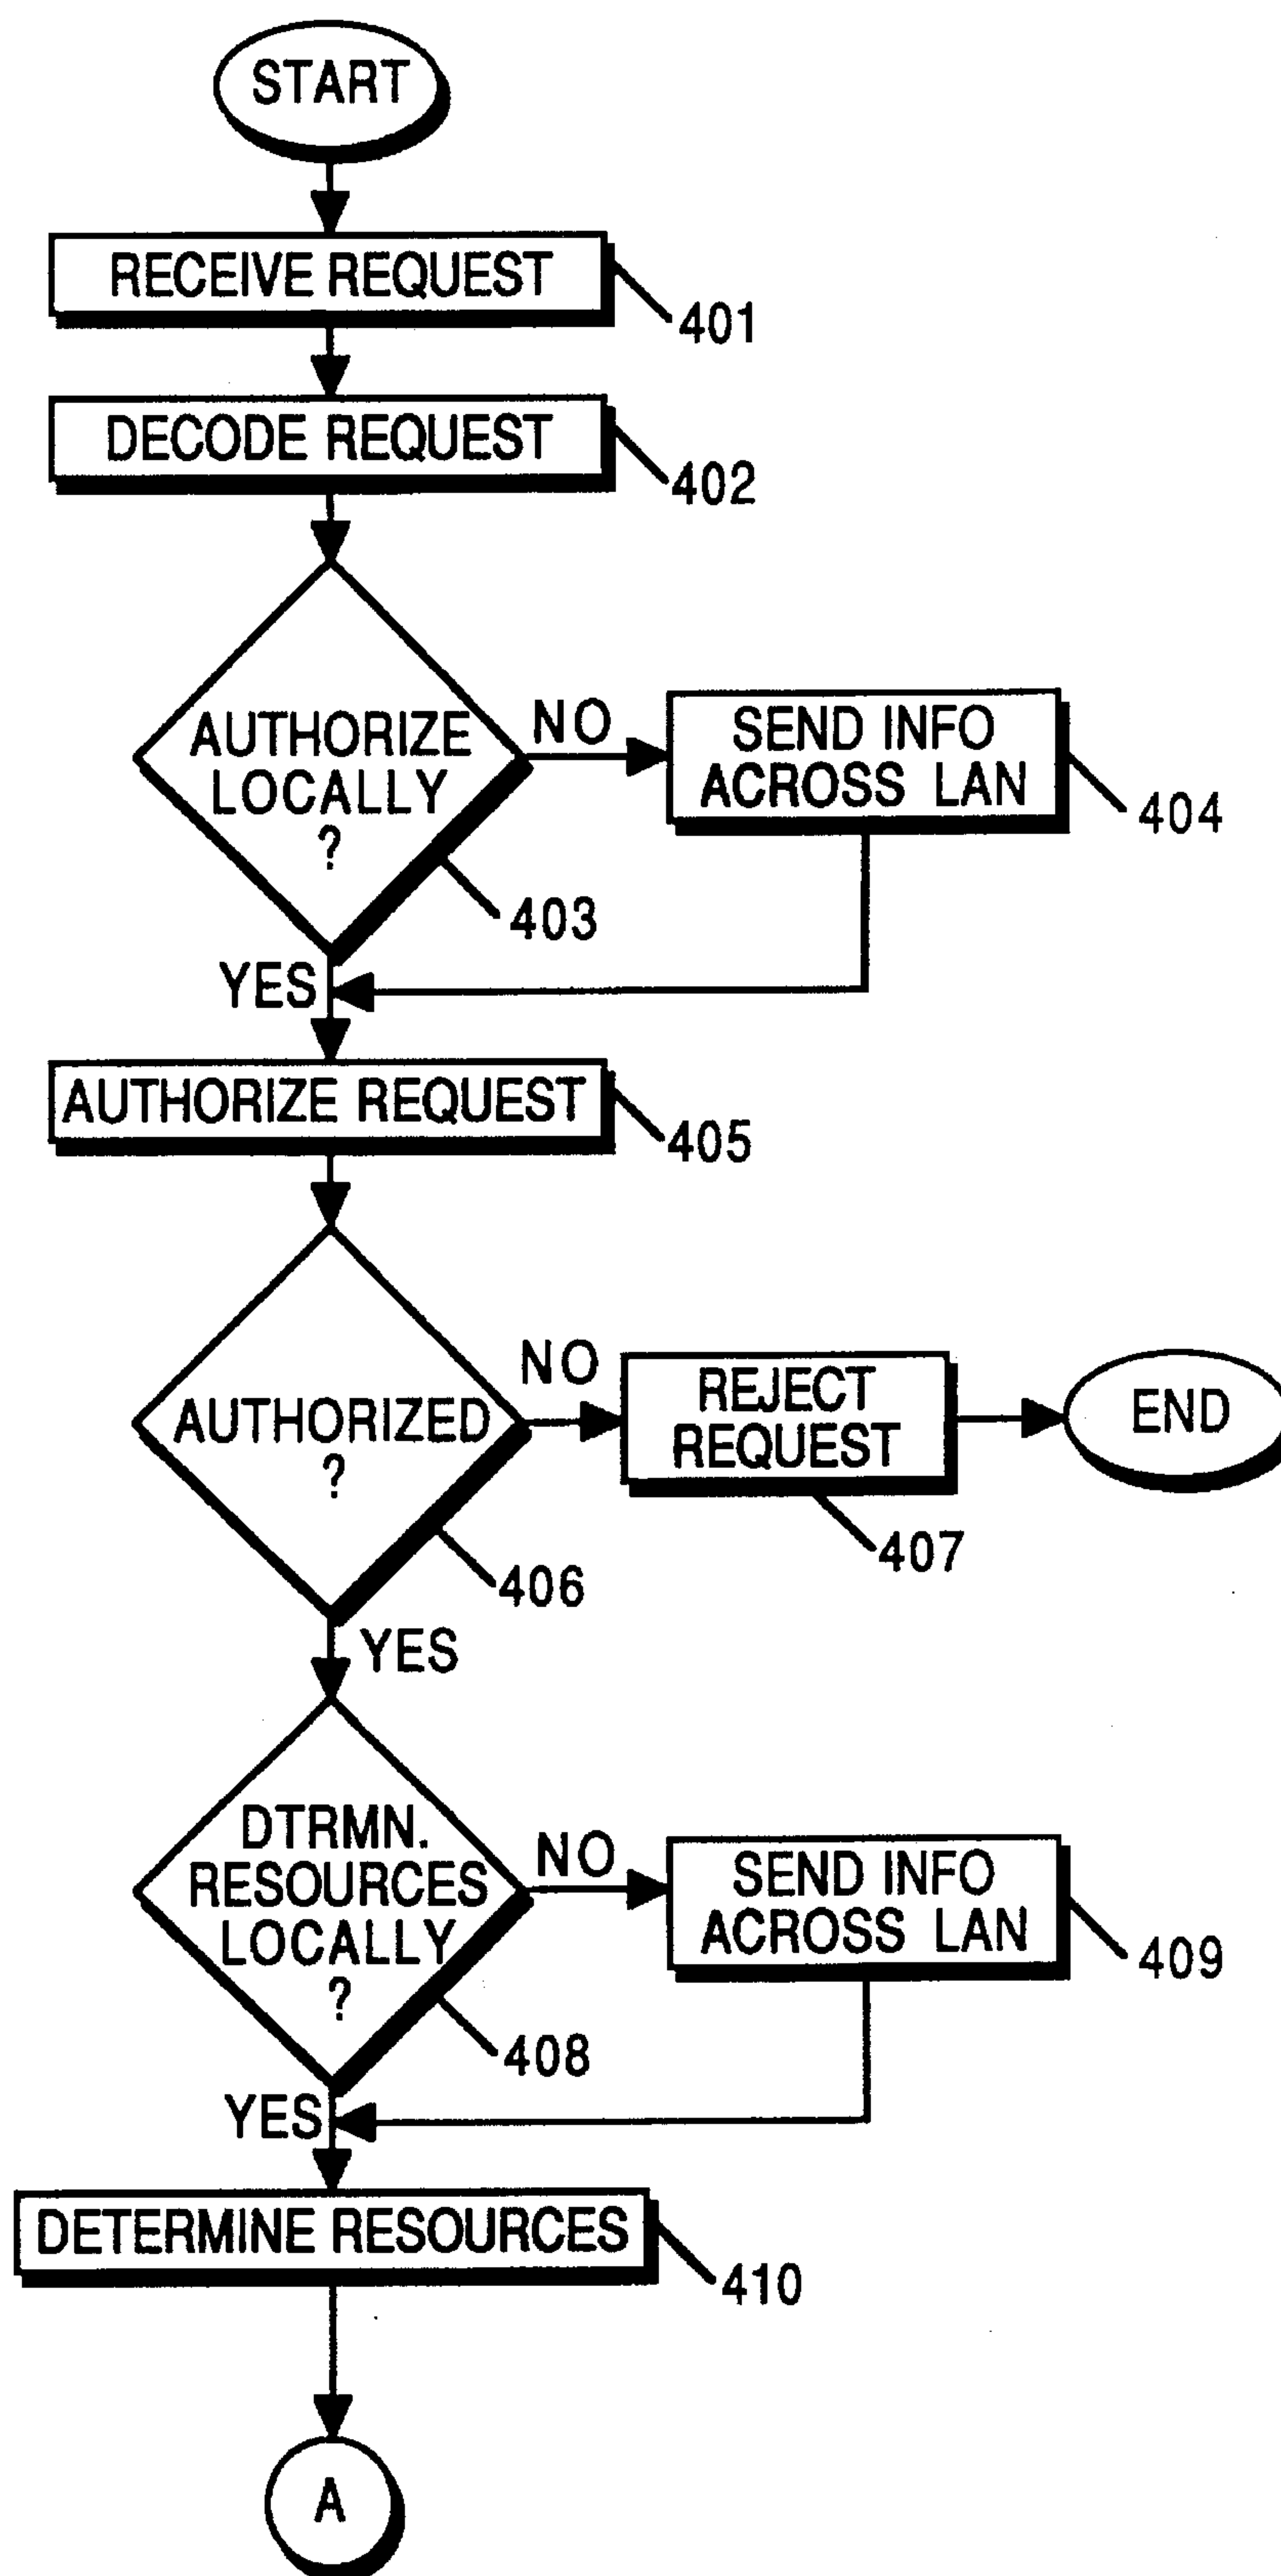 START
RECEIVE REQUEST
401
DECODE REQUEST
402
AUTHORIZE
LOCALLY
?
403
NO
SEND INFO
ACROSS LAN
404
YES
AUTHORIZE REQUEST
405
AUTHORIZED
?
406
NO
REJECT
REQUEST
407
END
YES
DTRMN.
RESOURCES
LOCALLY
?
408
NO
SEND INFO
ACROSS LAN
409
YES
DETERMINE RESOURCES
410
A